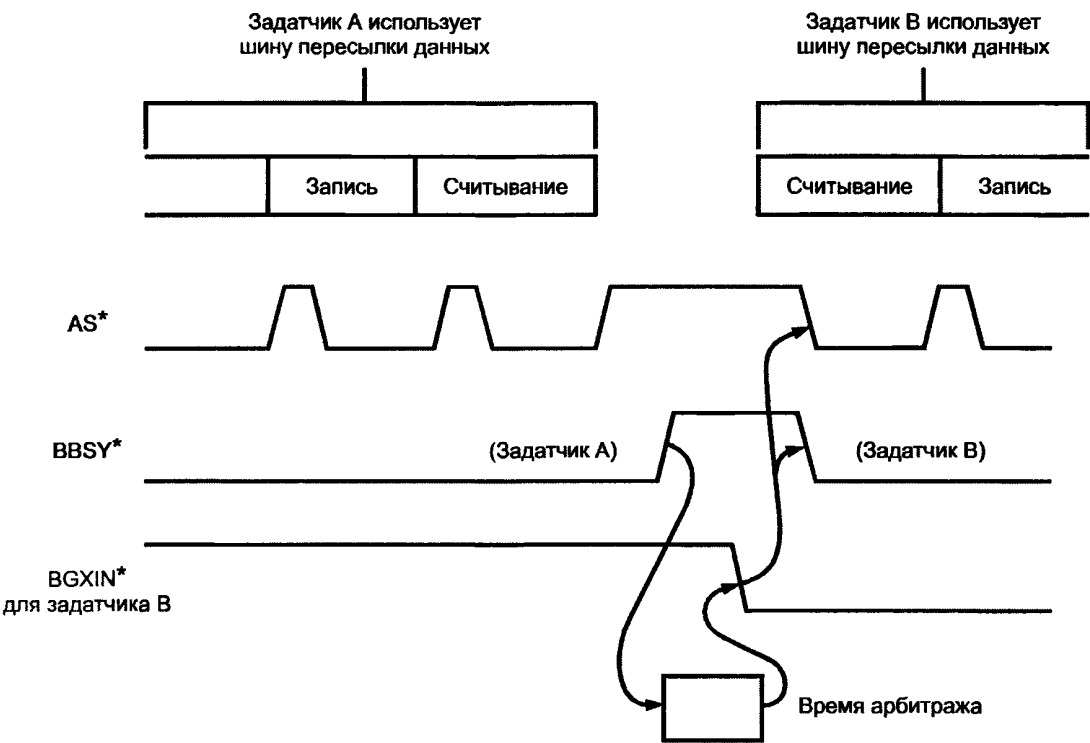 Задатчик А использует
шину пересылки данных
Задатчик В использует
шину пересылки данных
Запись
Считывание
Считывание
Запись
AS*
BBSY*
(Задатчик А)
(Задатчик В)
BGXIN*
для задатчика В
Время арбитража